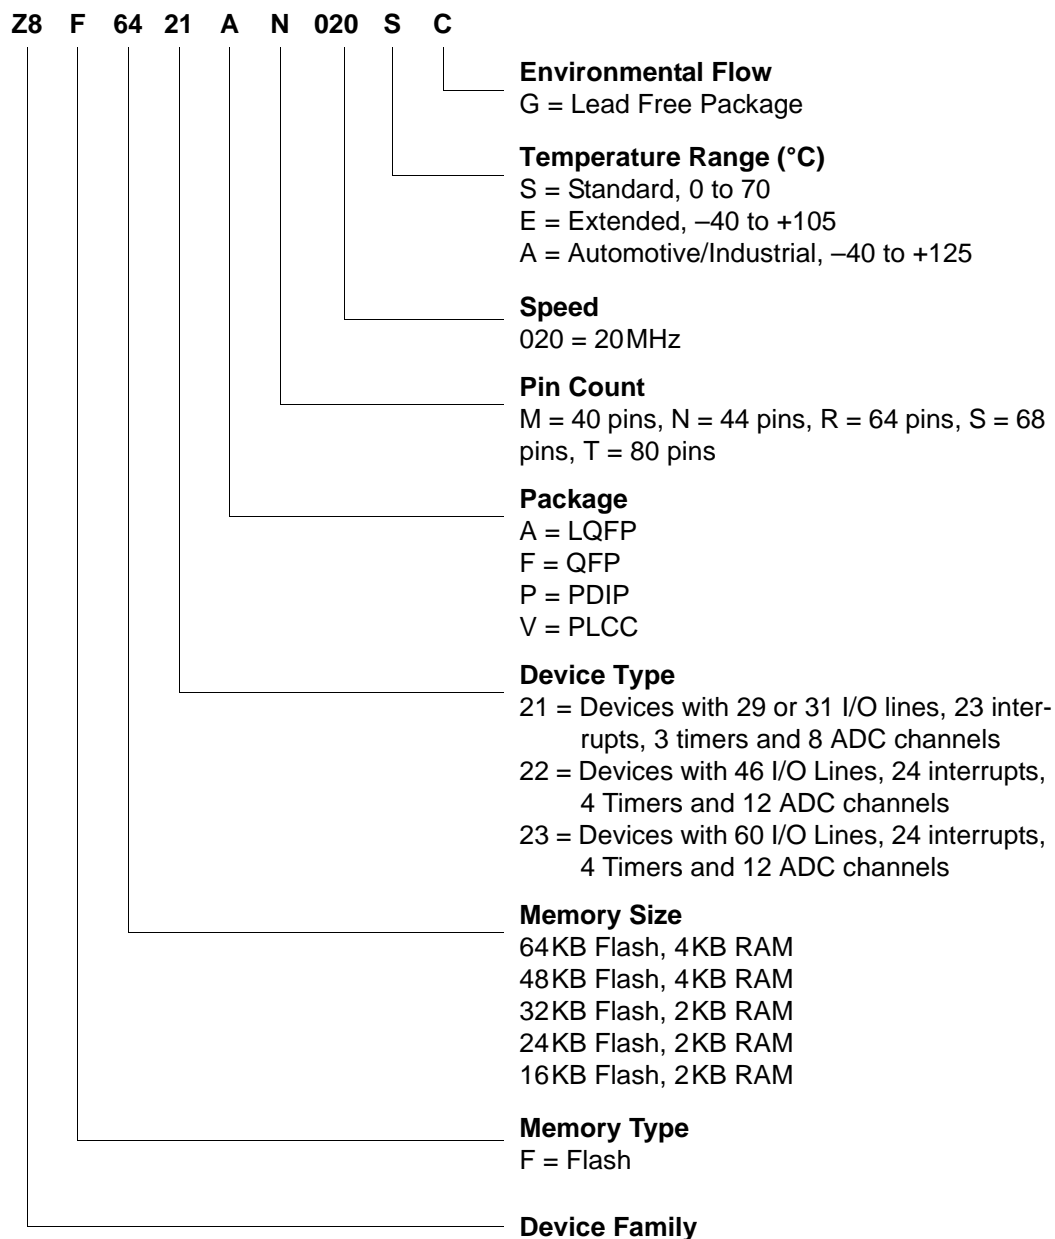 Z8 F 64 21 A N 020 S C
Environmental Flow
G = Lead Free Package
Temperature Range (°C)
S = Standard, 0 to 70
E = Extended, –40 to +105
A = Automotive/Industrial, –40 to +125
Speed
020 = 20MHz
Pin Count
M = 40 pins, N = 44 pins, R = 64 pins, S = 68
pins, T = 80 pins
Package
A = LQFP
F = QFP
P = PDIP
V = PLCC
Device Type
21 = Devices with 29 or 31 I/O lines, 23 inter-
rupts, 3 timers and 8 ADC channels
22 = Devices with 46 I/O Lines, 24 interrupts,
4 Timers and 12 ADC channels
23 = Devices with 60 I/O Lines, 24 interrupts,
4 Timers and 12 ADC channels
Memory Size
64KB Flash, 4KB RAM
48KB Flash, 4KB RAM
32KB Flash, 2KB RAM
24KB Flash, 2KB RAM
16KB Flash, 2KB RAM
Memory Type
F = Flash
Device Family